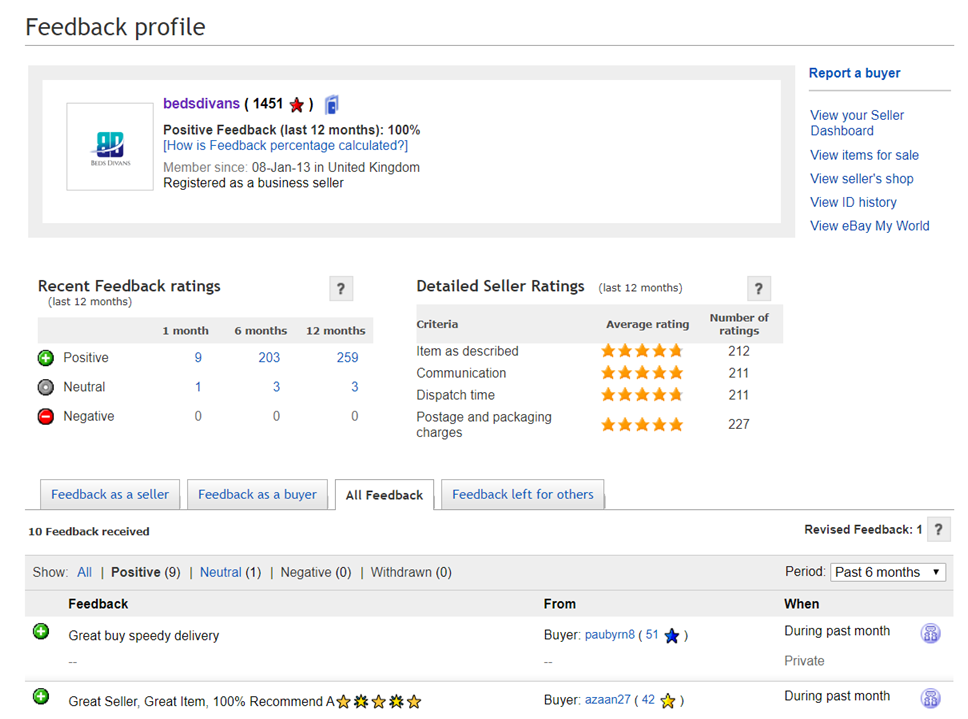 Feedback profile
bedsdivans ( 1451 )
Positive Feedback (last 12 months): 100%
[How is Feedback percentage calculated?]
Member since: 08-Jan-13 in United Kingdom
Registered as a business seller
BEDS DIVANS
Report a buyer
View your Seller
Dashboard
View items for sale
View seller's shop
View ID history
View eBay My World
Recent Feedback ratings
(last 12 months)
?
1 month 6 months 12 months
Positive 9 203 259
Neutral 1 3 3
Negative 0 0 0
Detailed Seller Ratings (last 12 months)
?
Criteria Average rating Number of
ratings
Item as described 212
Communication 211
Dispatch time 211
Postage and packaging
charges 227
Feedback as a seller Feedback as a buyer All Feedback Feedback left for others
10 Feedback received Revised Feedback: 1 ?
Show: All | Positive (9) | Neutral (1) | Negative (0) | Withdrawn (0) Period: Past 6 months
Feedback From When
Great buy speedy delivery Buyer: paubyrn8 ( 51 ) During past month
-- -- Private
Great Seller, Great Item, 100% Recommend A Buyer: azaan27 ( 42 ) During past month